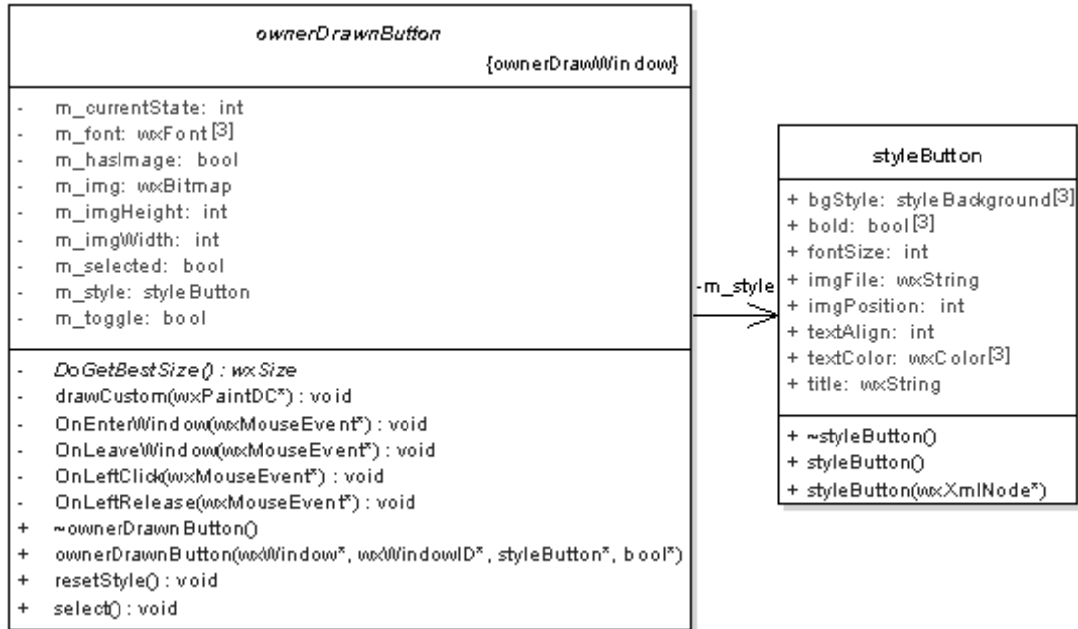 ownerDrawnButton
{ownerDrawWindow}
- m_currentState: int
- m_font: wxFont[3]
- m_hasImage: bool
- m_img: wxBitmap
- m_imgHeight: int
- m_imgWidth: int
- m_selected: bool
- m_style: styleButton
- m_toggle: bool
- DoGetBestSize() : wxSize
- drawCustom(wxPaintDC*) : void
- OnEnterWindow(wxMouseEvent*) : void
- OnLeaveWindow(wxMouseEvent*) : void
- OnLeftClick(wxMouseEvent*) : void
- OnLeftRelease(wxMouseEvent*) : void
+ ~ownerDrawnButton()
+ ownerDrawnButton(wxWindow*, wxWindowID*, styleButton*, bool*)
+ resetStyle() : void
+ select() : void
-m_style
styleButton
+ bgStyle: styleBackground[3]
+ bold: bool[3]
+ fontSize: int
+ imgFile: wxString
+ imgPosition: int
+ textAlign: int
+ textColor: wxColor[3]
+ title: wxString
+ ~styleButton()
+ styleButton()
+ styleButton(wxXmlNode*)